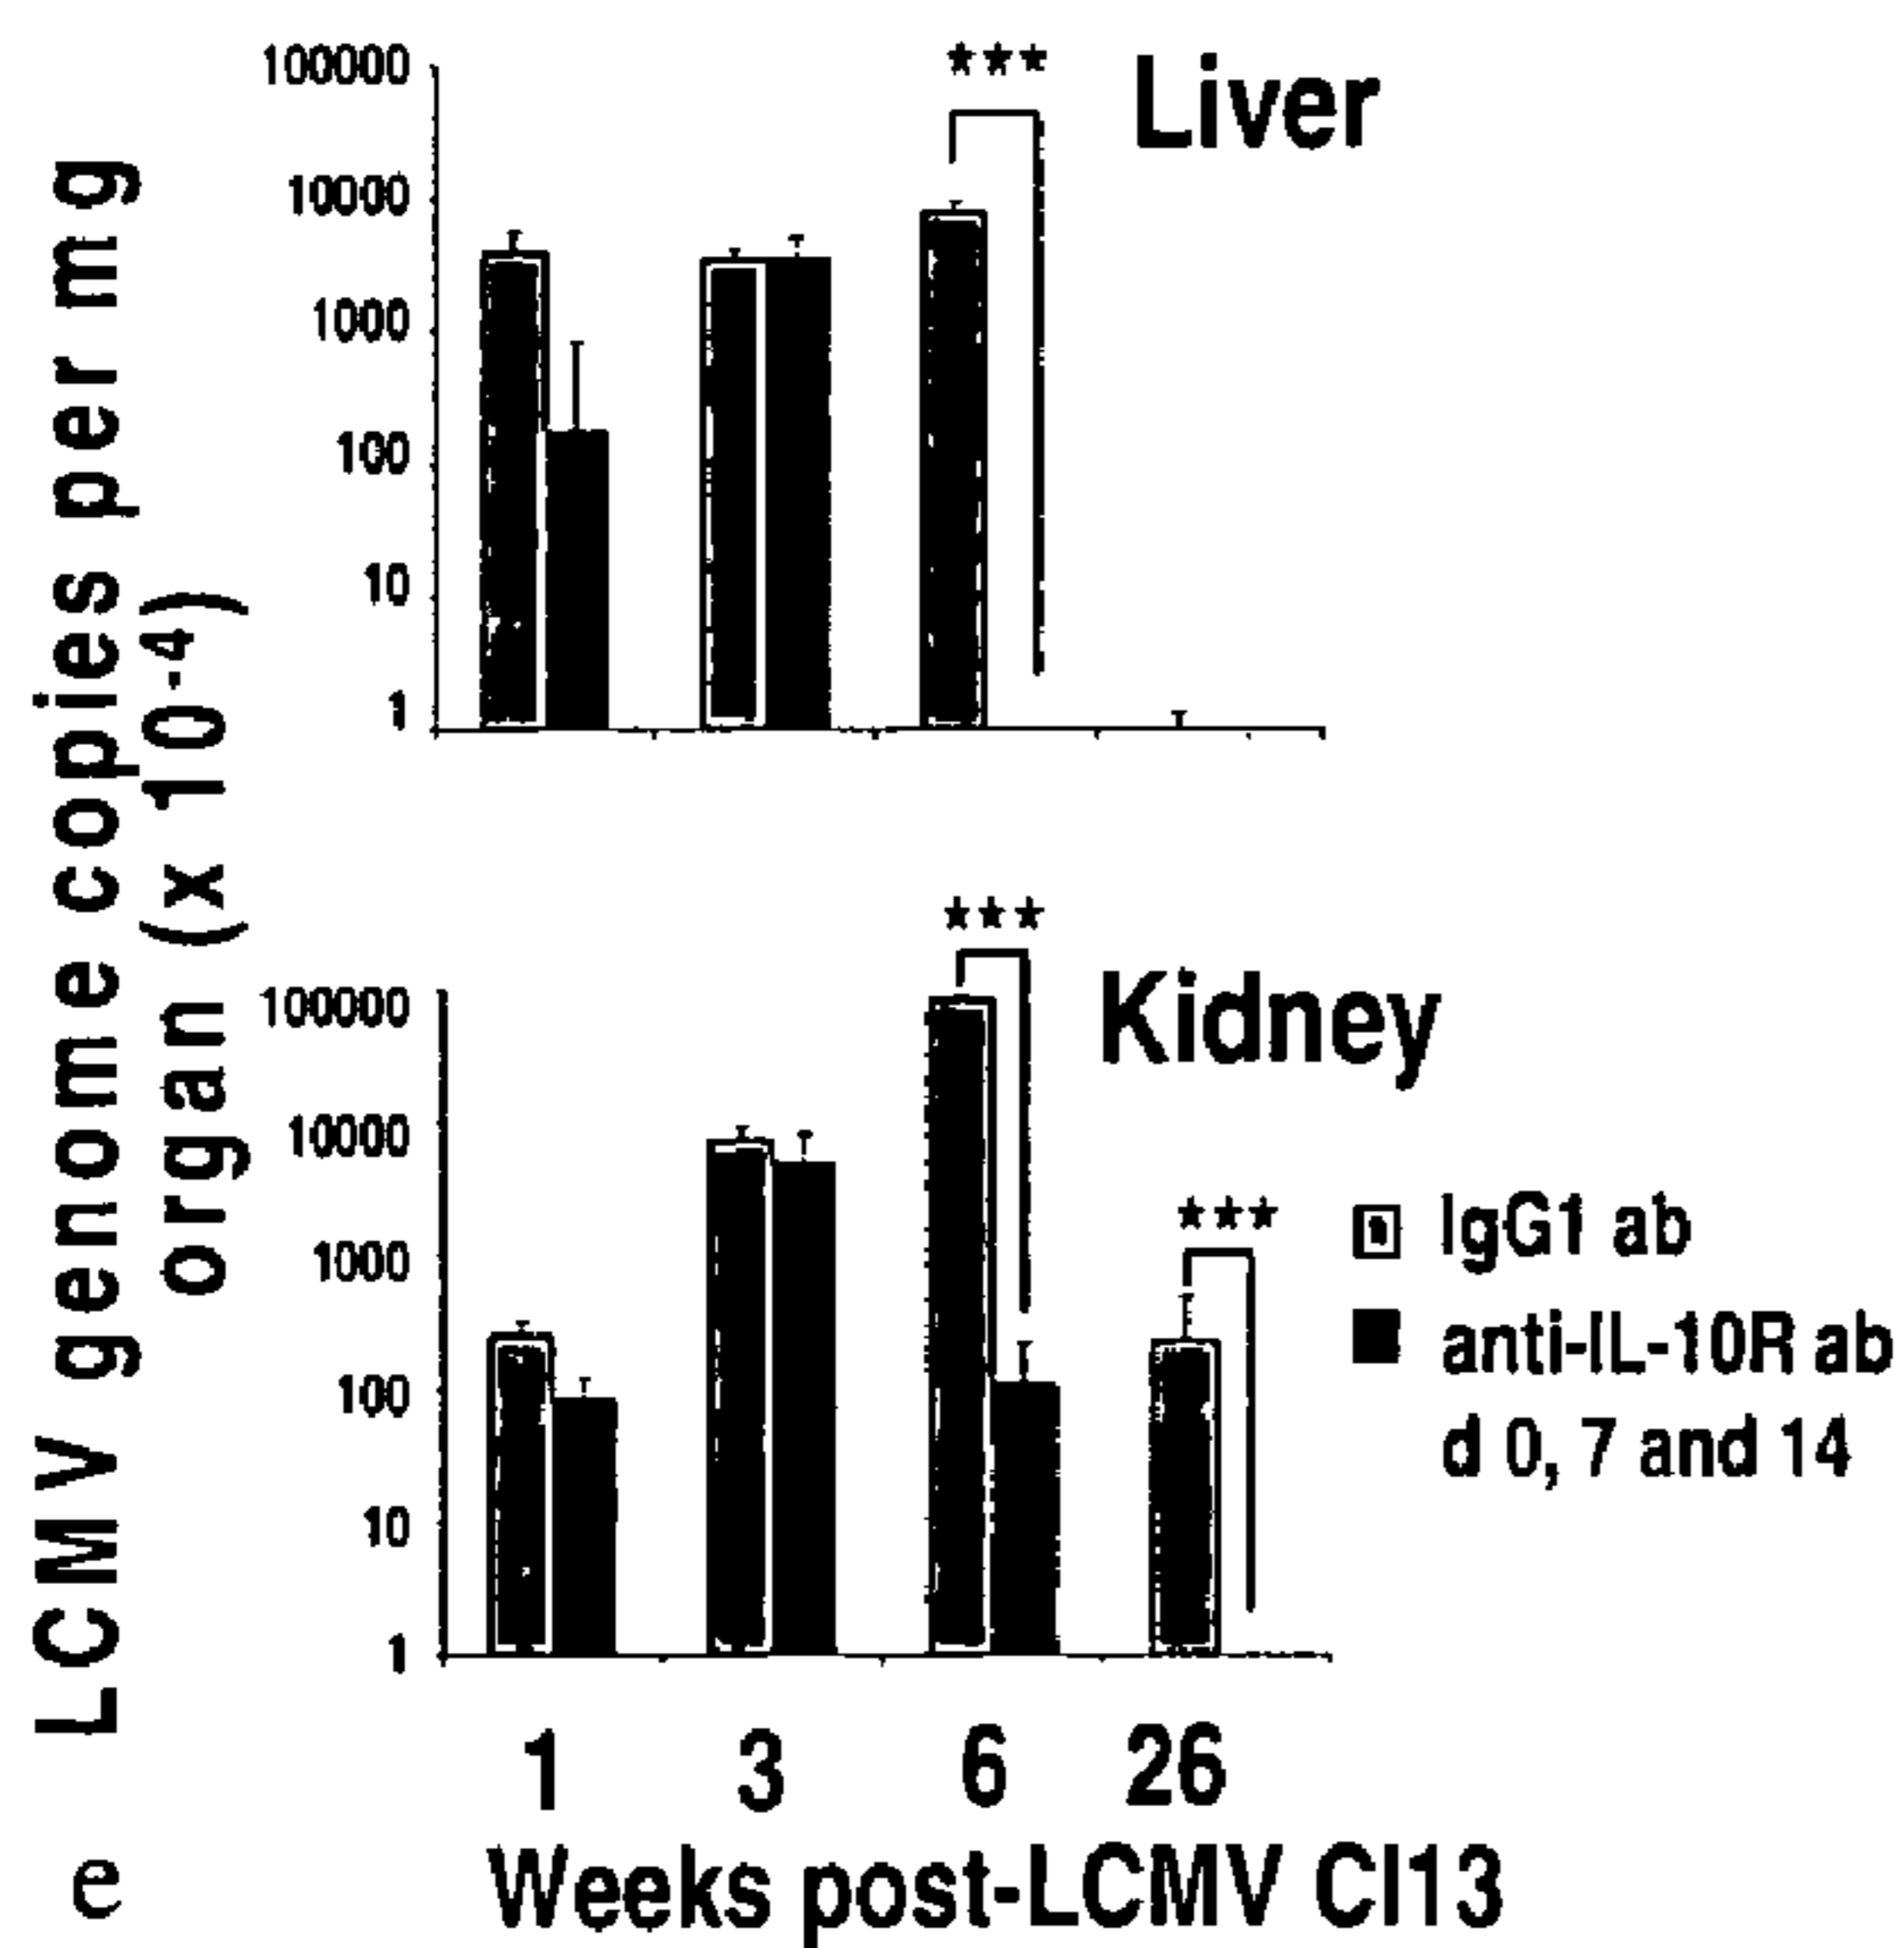 LCMV genome copies per mg
organ (x 10-4)
100000
10000
1000
100
10
1
***
Liver
100000
10000
1000
100
10
1
***
Kidney
***
IgG1 ab
anti-IL-10R ab
d 0, 7 and 14
1 3 6 26
Weeks post-LCMV Cl13
e